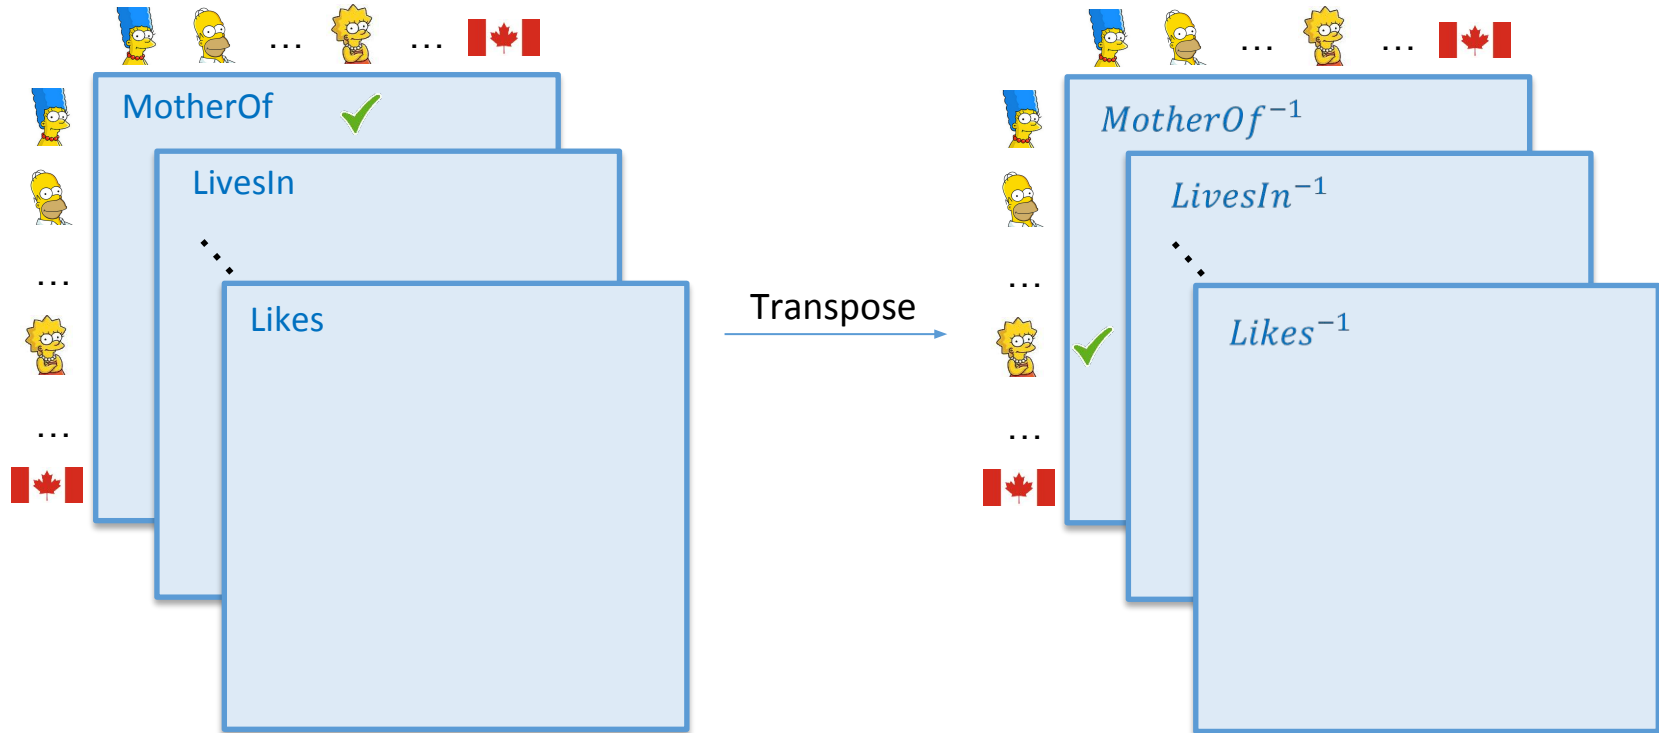 ... ...
MotherOf
LivesIn
...
Likes
...
...
Transpose
... ...
MotherOf⁻¹
LivesIn⁻¹
...
Likes⁻¹
...
...